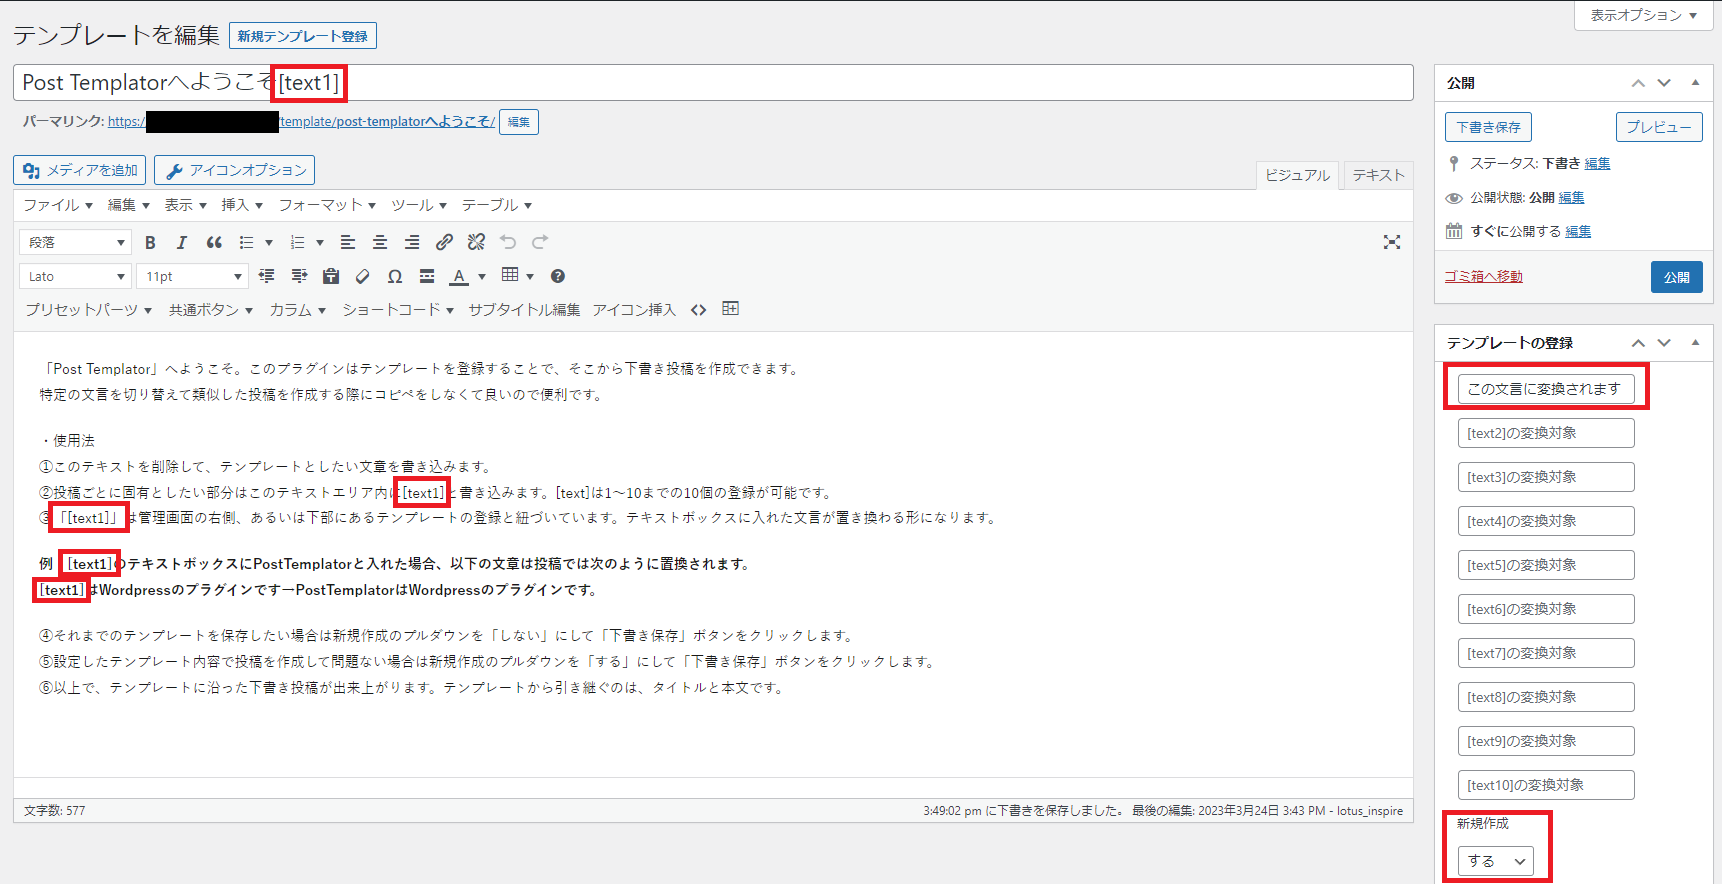 表示オプション ▼
テンプレートを編集 新規テンプレート登録
Post Templatorへようこそ[text1]
パーマリンク: https:/ /template/post-templatorへようこそ/ 編集
メディアを追加 アイコンオプション
ビジュアル テキスト
ファイル ▼ 編集 ▼ 表示 ▼ 挿入 ▼ フォーマット ▼ ツール ▼ テーブル ▼
段落
Lato 11pt
プリセットパーツ ▼ 共通ボタン ▼ カラム ▼ ショートコード ▼ サブタイトル編集 アイコン挿入
「Post Templator」へようこそ。このプラグインはテンプレートを登録することで、そこから下書き投稿を作成できます。
特定の文言を切り替えて類似した投稿を作成する際にコピペをしなくて良いので便利です。
・使用法
①このテキストを削除して、テンプレートとしたい文章を書き込みます。
②投稿ごとに固有としたい部分はこのテキストエリア内に[text1]と書き込みます。[text]は1～10までの10個の登録が可能です。
③「[text1]」は管理画面の右側、あるいは下部にあるテンプレートの登録と紐づいています。テキストボックスに入れた文言が置き換わる形になります。
例 [text1]のテキストボックスにPostTemplatorと入れた場合、以下の文章は投稿では次のように置換されます。
[text1]はWordpressのプラグインです→PostTemplatorはWordpressのプラグインです。
④それまでのテンプレートを保存したい場合は新規作成のプルダウンを「しない」にして「下書き保存」ボタンをクリックします。
⑤設定したテンプレート内容で投稿を作成して問題ない場合は新規作成のプルダウンを「する」にして「下書き保存」ボタンをクリックします。
⑥以上で、テンプレートに沿った下書き投稿が出来上がります。テンプレートから引き継ぐのは、タイトルと本文です。
文字数: 577
3:49:02 pm に下書きを保存しました。 最後の編集: 2023年3月24日 3:43 PM - lotus_inspire
公開
下書き保存 プレビュー
ステータス: 下書き 編集
公開状態: 公開 編集
すぐに公開する 編集
ゴミ箱へ移動 公開
テンプレートの登録
この文言に変換されます
[text2]の変換対象
[text3]の変換対象
[text4]の変換対象
[text5]の変換対象
[text6]の変換対象
[text7]の変換対象
[text8]の変換対象
[text9]の変換対象
[text10]の変換対象
新規作成
する